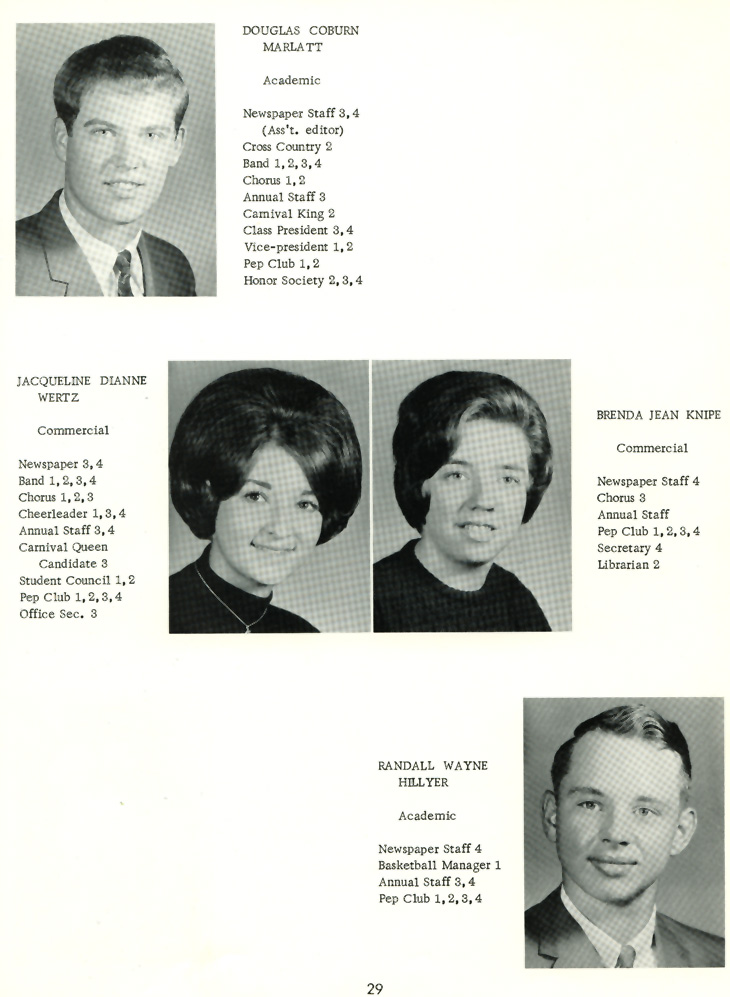 DOUGLAS COBURN
MARLATT
Academic
Newspaper Staff 3, 4
(Ass't. editor)
Cross Country 2
Band 1, 2, 3, 4
Chorus 1, 2
Annual Staff 3
Carnival King 2
Class President 3, 4
Vice-president 1, 2
Pep Club 1, 2
Honor Society 2, 3, 4
JACQUELINE DIANNE
WERTZ
Commercial
Newspaper 3, 4
Band 1, 2, 3, 4
Chorus 1, 2, 3
Cheerleader 1, 3, 4
Annual Staff 3, 4
Carnival Queen
Candidate 3
Student Council 1, 2
Pep Club 1, 2, 3, 4
Office Sec. 3
BRENDA JEAN KNIPE
Commercial
Newspaper Staff 4
Chorus 3
Annual Staff
Pep Club 1, 2, 3, 4
Secretary 4
Librarian 2
RANDALL WAYNE
HILLYER
Academic
Newspaper Staff 4
Basketball Manager 1
Annual Staff 3, 4
Pep Club 1, 2, 3, 4
29